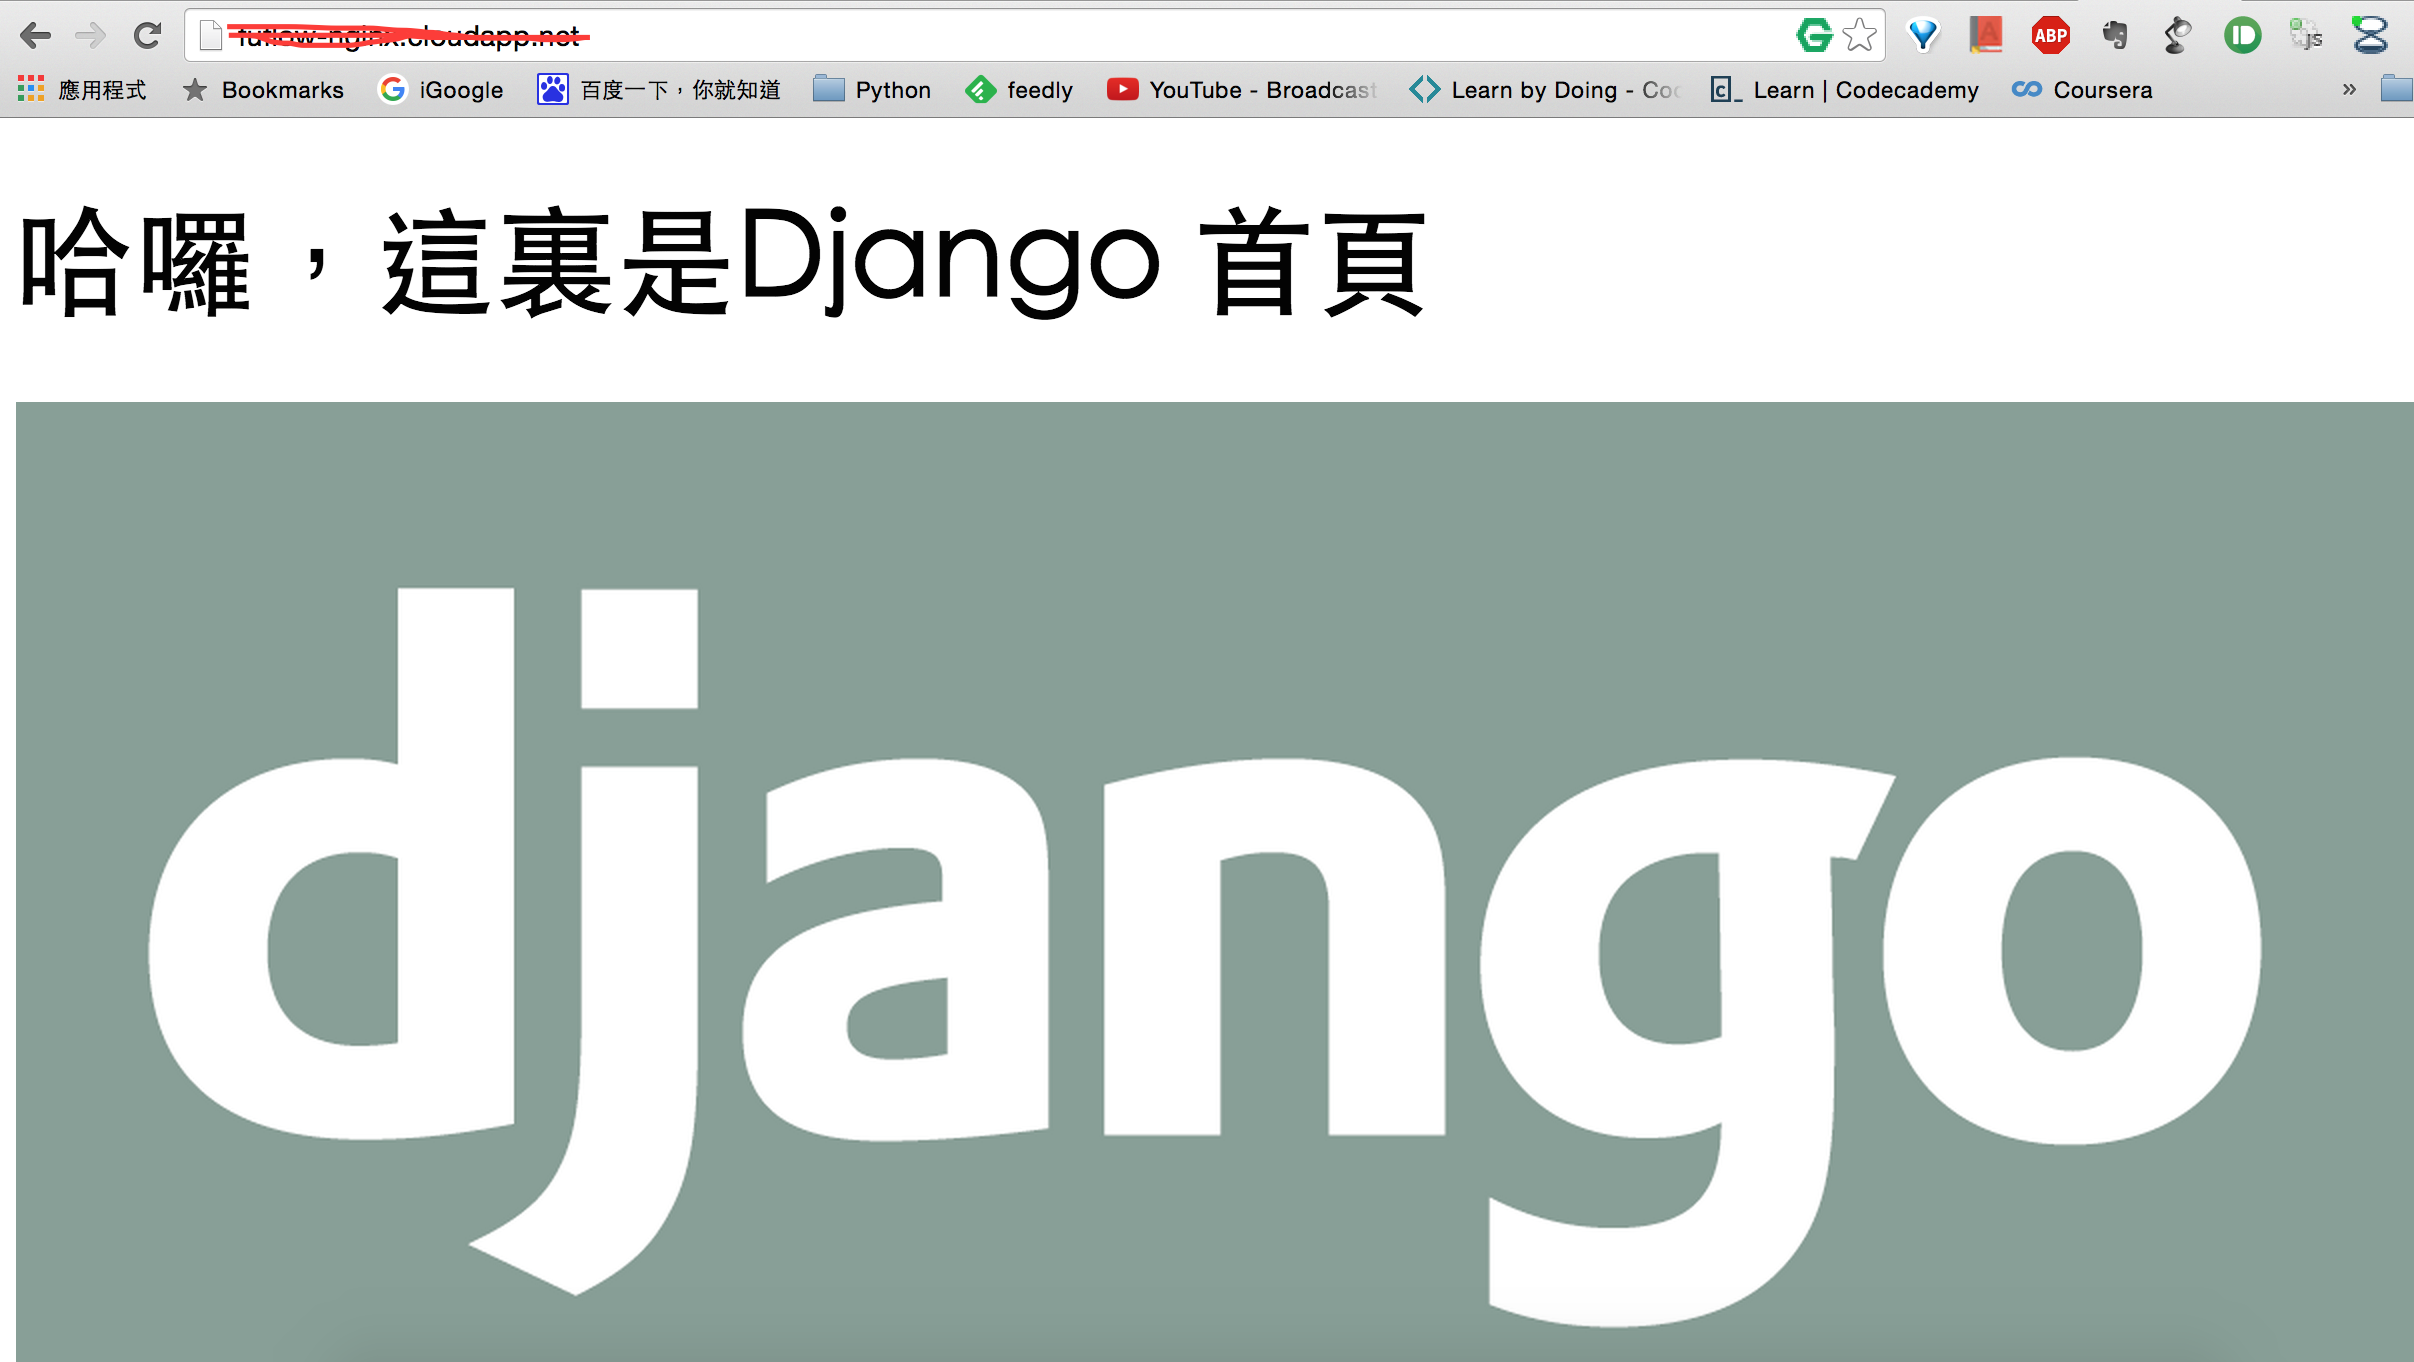 cloudapp.net
應用程式 Bookmarks iGoogle 百度一下，你就知道 Python feedly YouTube - Broadcast Learn by Doing - Co Learn | Codecademy Coursera »
ABP js
哈囉，這裏是Django 首頁
django